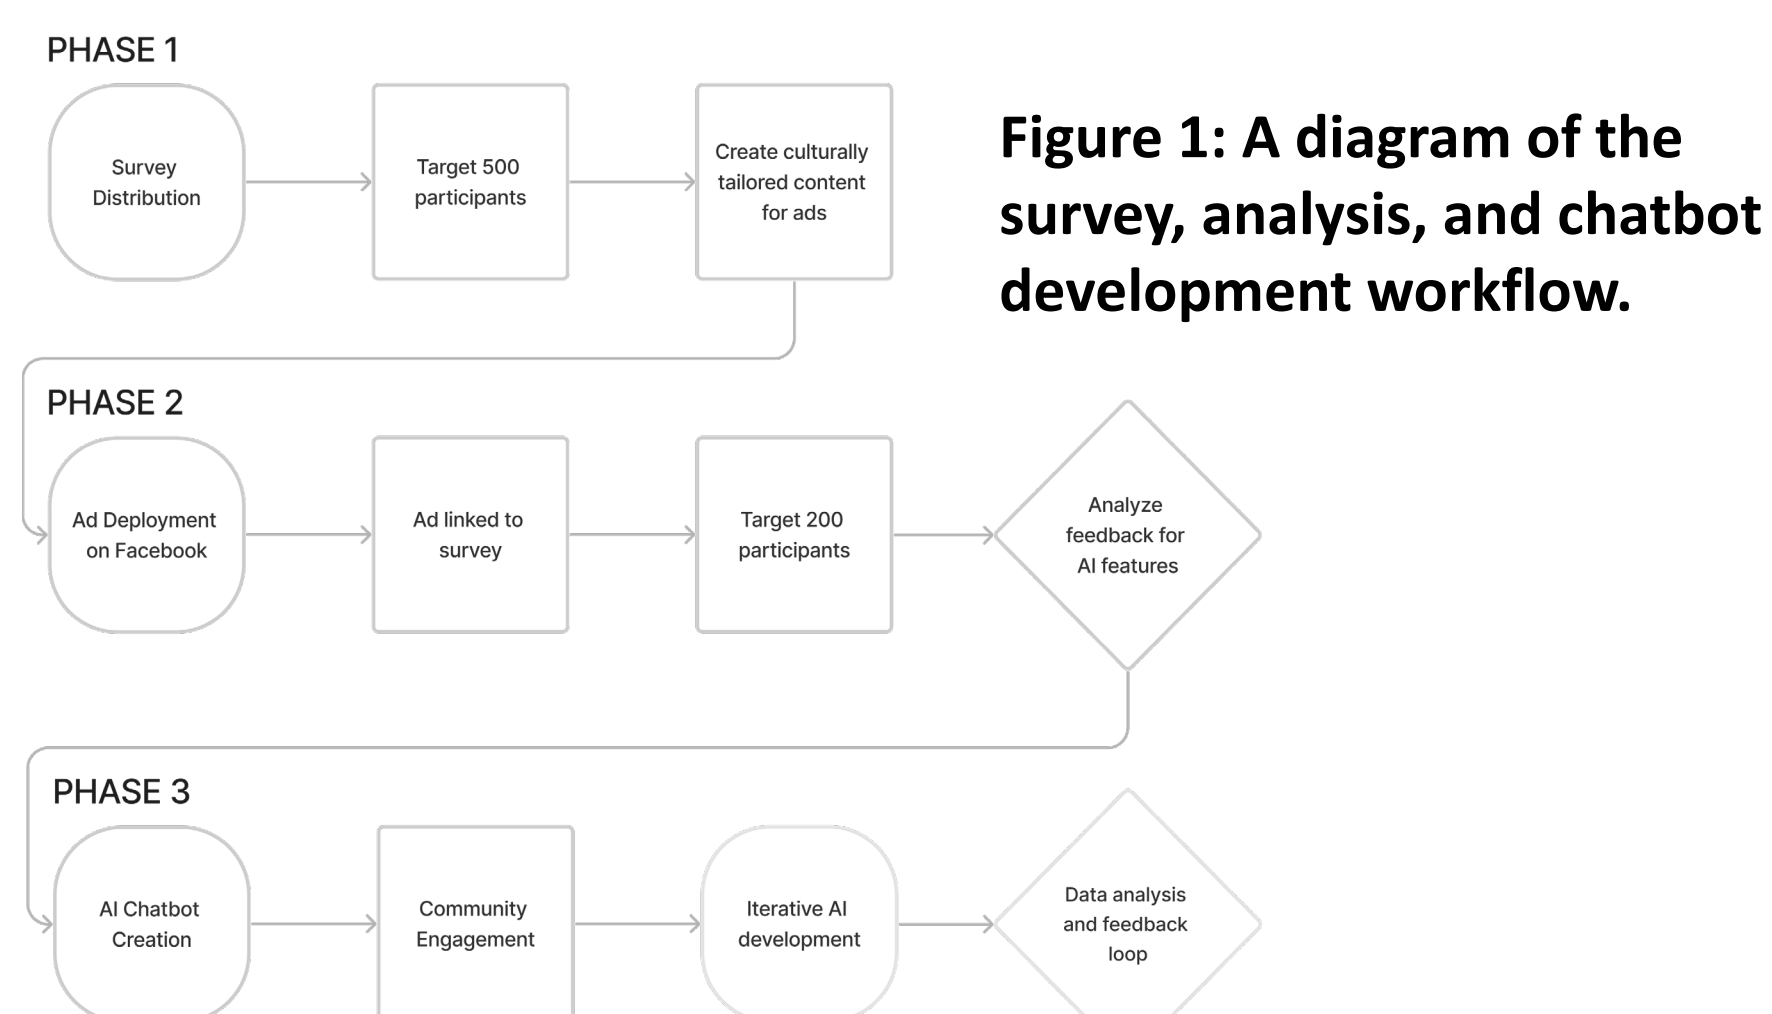 PHASE 1
Survey
Distribution
Target 500
participants
Create culturally
tailored content
for ads
Figure 1: A diagram of the
survey, analysis, and chatbot
development workflow.
PHASE 2
Ad Deployment
on Facebook
Ad linked to
survey
Target 200
participants
Analyze
feedback for
AI features
PHASE 3
AI Chatbot
Creation
Community
Engagement
Iterative AI
development
Data analysis
and feedback
loop